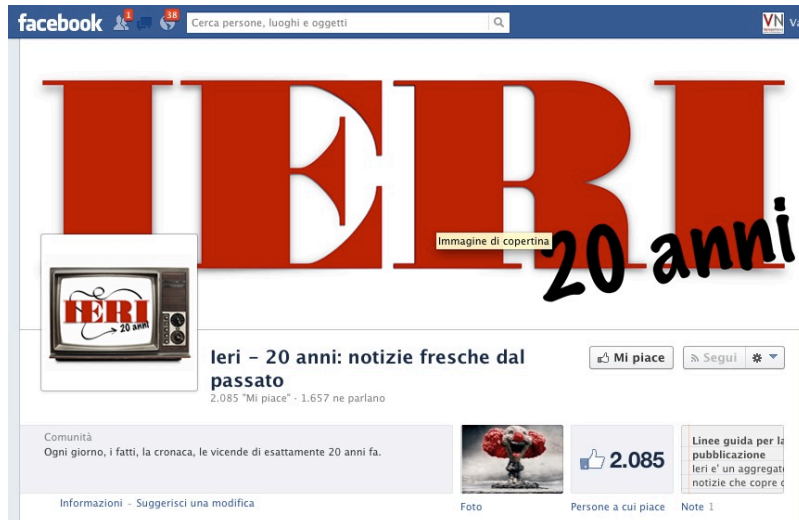 facebook 1 38 Cerca persone, luoghi e oggetti VN
IERI
Immagine di copertina
20 anni
IERI
20 anni
Ieri - 20 anni: notizie fresche dal
passato
2.085 "Mi piace" · 1.657 ne parlano
Mi piace
Segui
Comunità
Ogni giorno, i fatti, la cronaca, le vicende di esattamente 20 anni fa.
Informazioni - Suggerisci una modifica
Foto
2.085
Persone a cui piace
Linee guida per la
pubblicazione
Ieri e' un aggregat
notizie che copre
Note 1